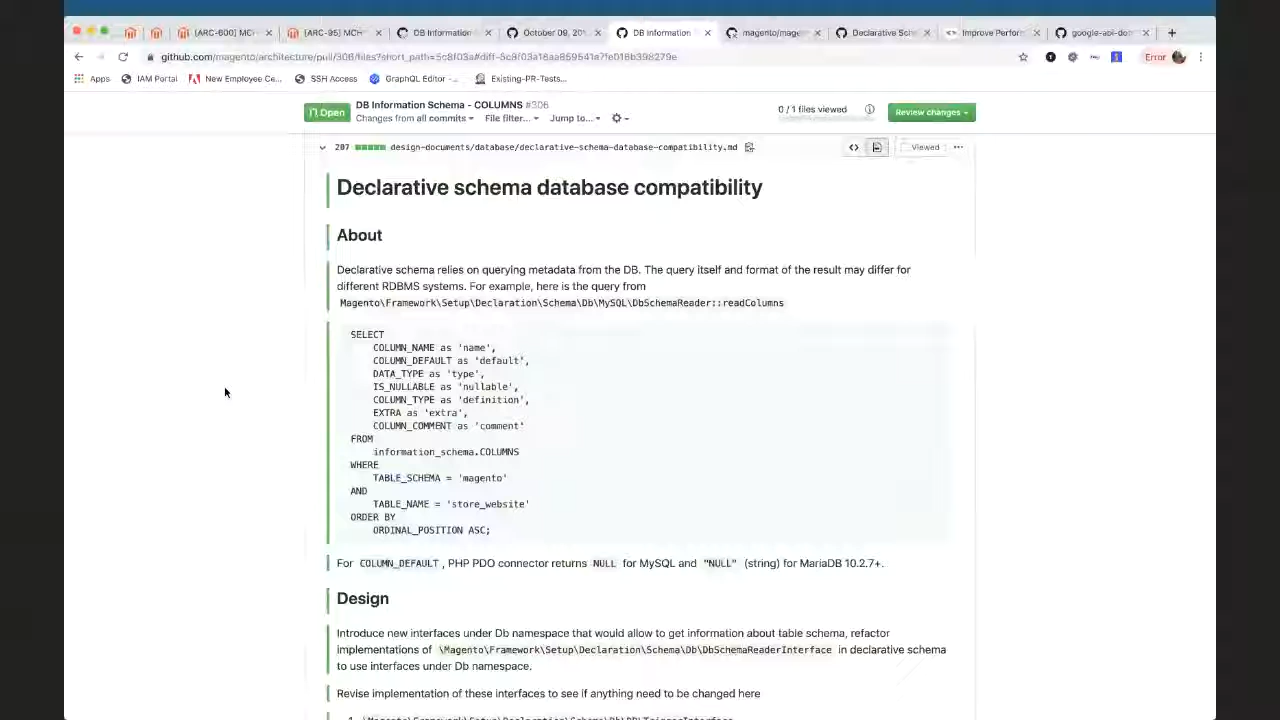 [ARC-600] MC
[ARC-95] MCH
DB Information
October 09, 201
DB Information
magento/mage
Declarative Sch
Improve Perfor
google-api-do
github.com/magento/architecture/pull/306/files?short_path=
Error
Apps
IAM Portal
New Employee Ce...
SSH Access
GraphQL Editor -...
Existing-PR-Tests...
Open
DB Information Schema - COLUMNS #306
Changes from all commits
File filter...
Jump to...
0 / 1 files viewed
Review changes
207
design-documents/database/declarative-schema-database-compatibility.md
Viewed
Declarative schema database compatibility
About
Declarative schema relies on querying metadata from the DB. The query itself and format of the result may differ for
different RDBMS systems. For example, here is the query from
Magento\Framework\Setup\Declaration\Schema\Db\MySQL\DbSchemaReader::readColumns
SELECT
COLUMN_NAME as 'name',
COLUMN_DEFAULT as 'default',
DATA_TYPE as 'type',
IS_NULLABLE as 'nullable',
COLUMN_TYPE as 'definition',
EXTRA as 'extra',
COLUMN_COMMENT as 'comment'
FROM
information_schema.COLUMNS
WHERE
TABLE_SCHEMA = 'magento'
AND
TABLE_NAME = 'store_website'
ORDER BY
ORDINAL_POSITION ASC;
For COLUMN_DEFAULT, PHP PDO connector returns NULL for MySQL and "NULL" (string) for MariaDB 10.2.7+.
Design
Introduce new interfaces under Db namespace that would allow to get information about table schema, refactor
implementations of \Magento\Framework\Setup\Declaration\Schema\Db\DbSchemaReaderInterface in declarative schema
to use interfaces under Db namespace.
Revise implementation of these interfaces to see if anything need to be changed here